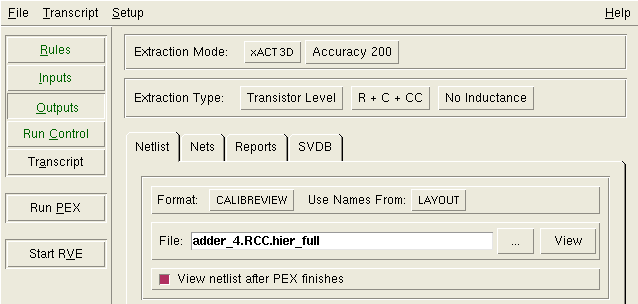 File Transcript Setup Help
Rules
Inputs
Outputs
Run Control
Transcript
Run PEX
Start RVE
Extraction Mode: xACT 3D Accuracy 200
Extraction Type: Transistor Level R + C + CC No Inductance
Netlist Nets Reports SVDB
Format: CALIBREVIEW Use Names From: LAYOUT
File: adder_4.RCC.hier_full ... View
View netlist after PEX finishes